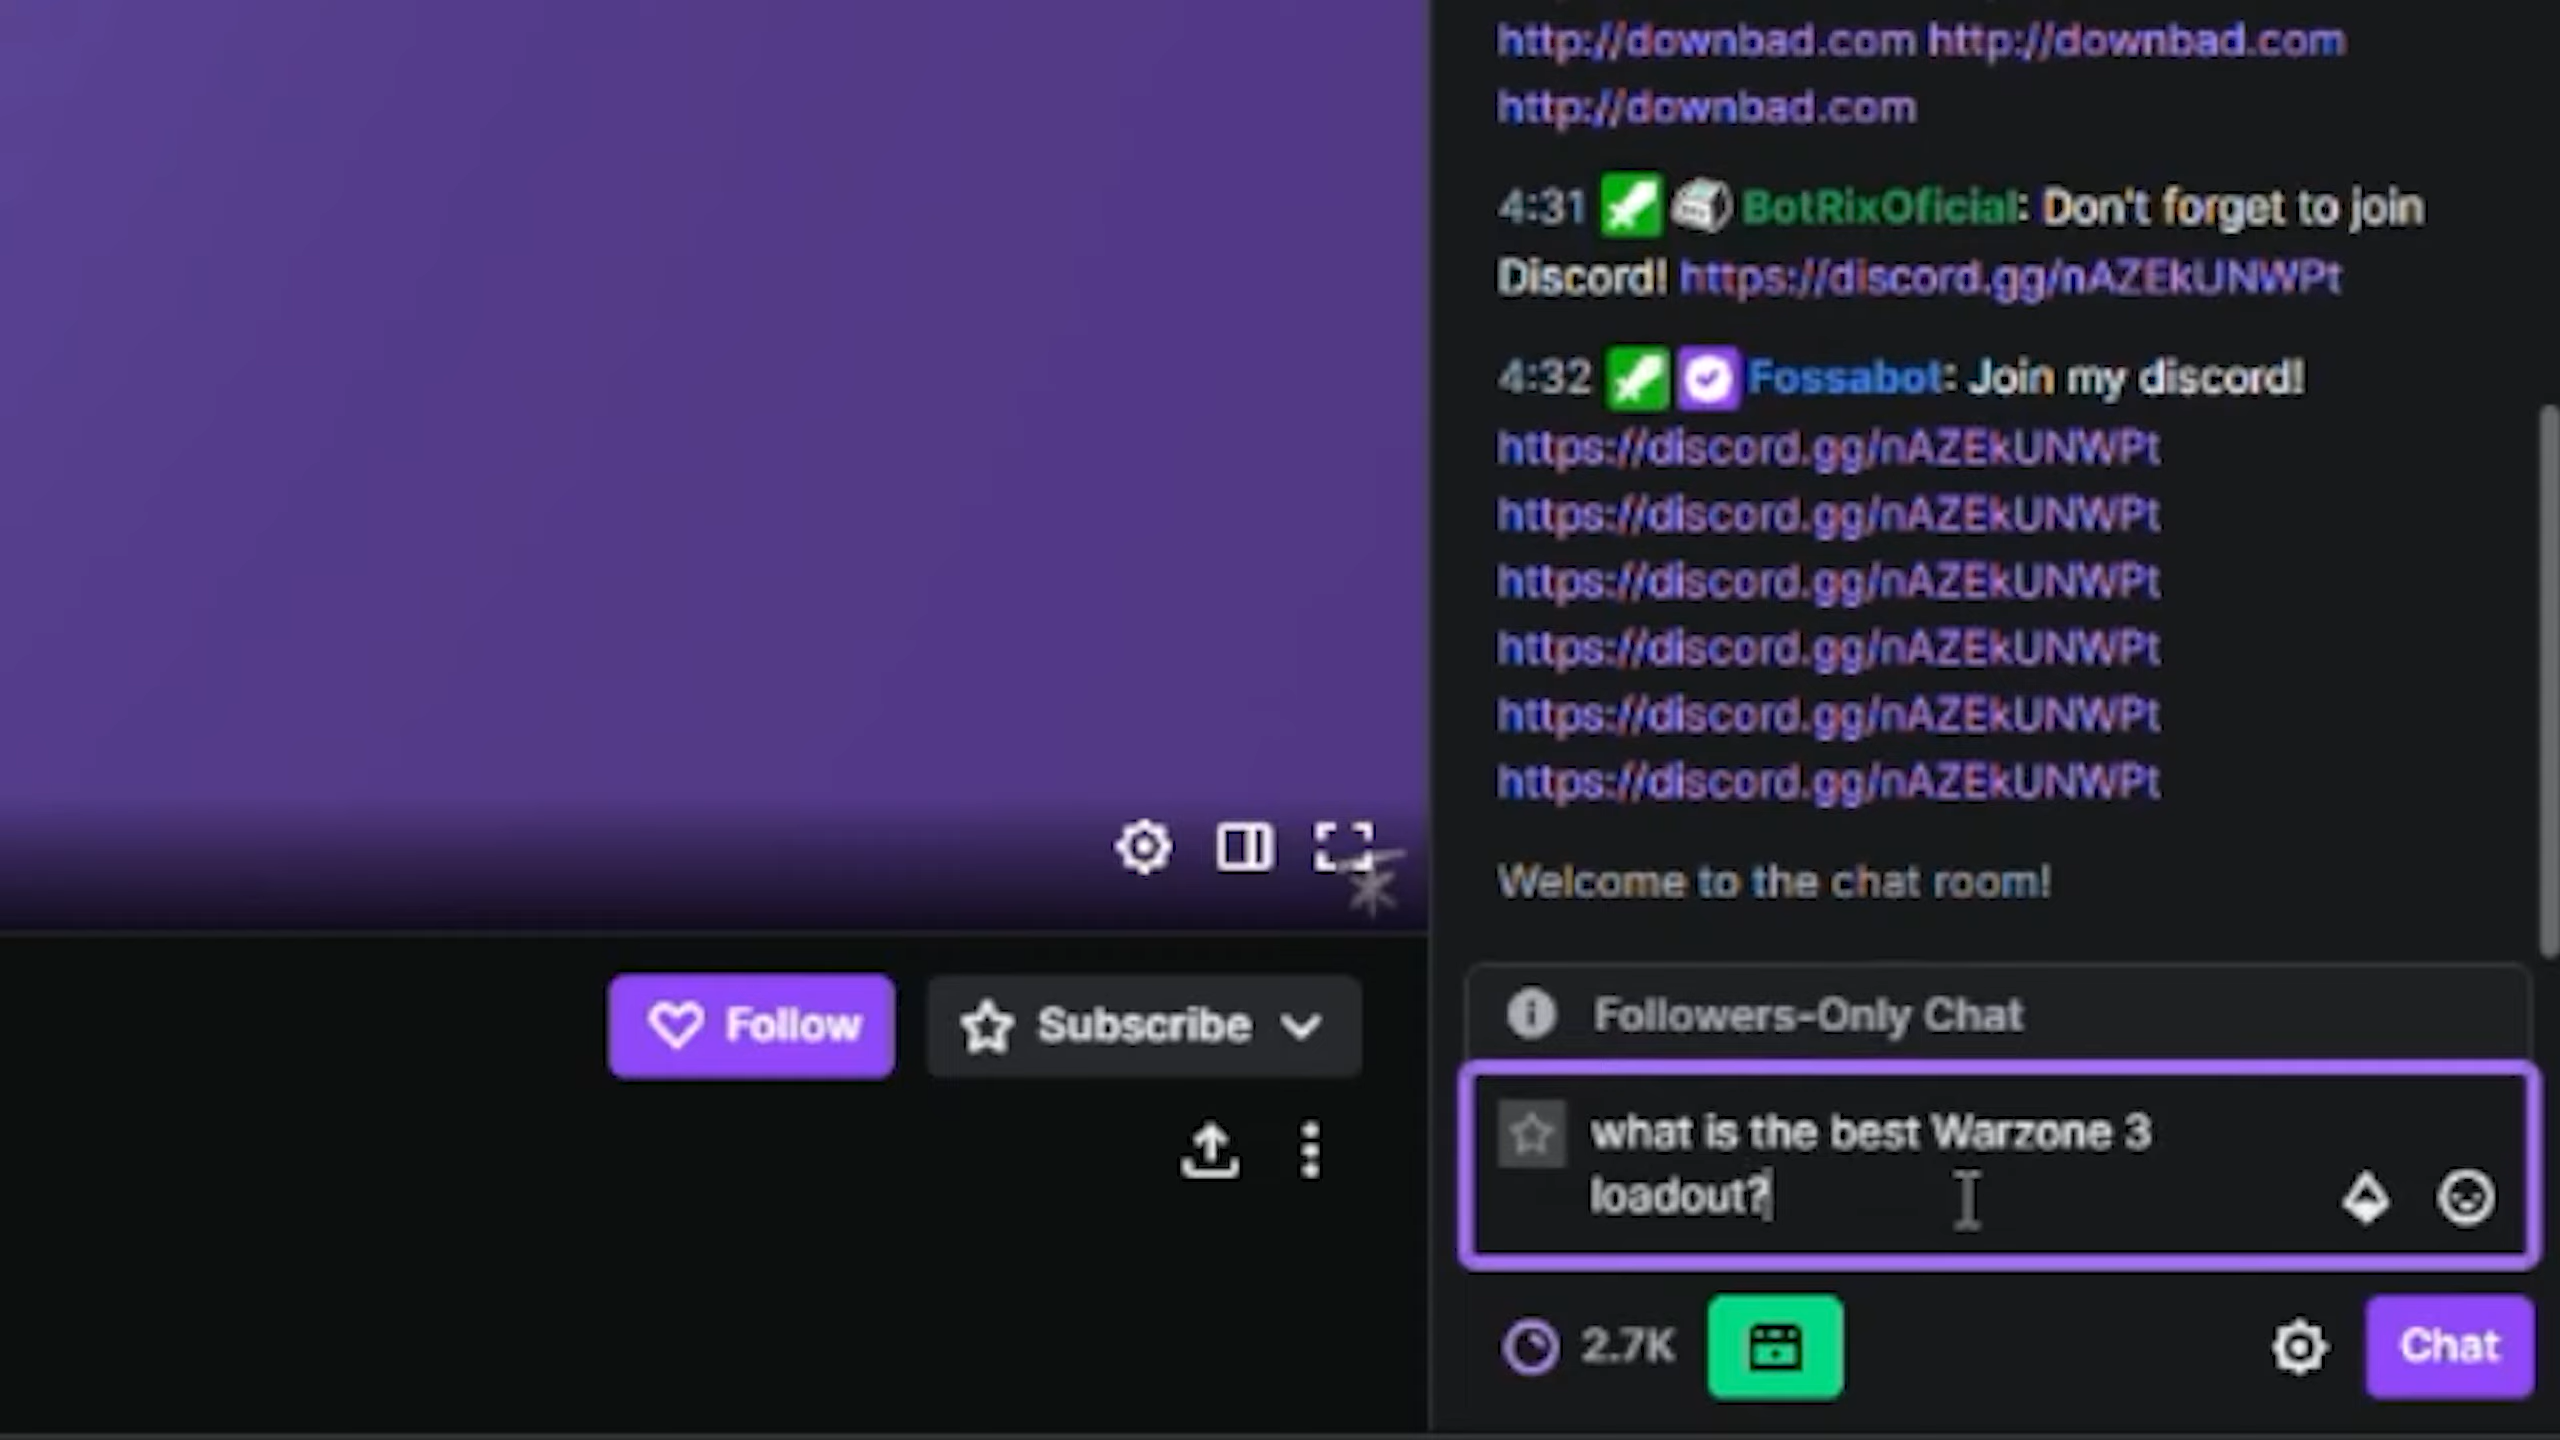 http://downbad.com http://downbad.com
http://downbad.com
4:31 BotRixOficial: Don't forget to join
Discord! https://discord.gg/nAZEkUNWPt
4:32 Fossabot: Join my discord!
https://discord.gg/nAZEkUNWPt
https://discord.gg/nAZEkUNWPt
https://discord.gg/nAZEkUNWPt
https://discord.gg/nAZEkUNWPt
https://discord.gg/nAZEkUNWPt
https://discord.gg/nAZEkUNWPt
Welcome to the chat room!
Followers-Only Chat
Follow
Subscribe
what is the best Warzone 3
loadout?
2.7K
Chat